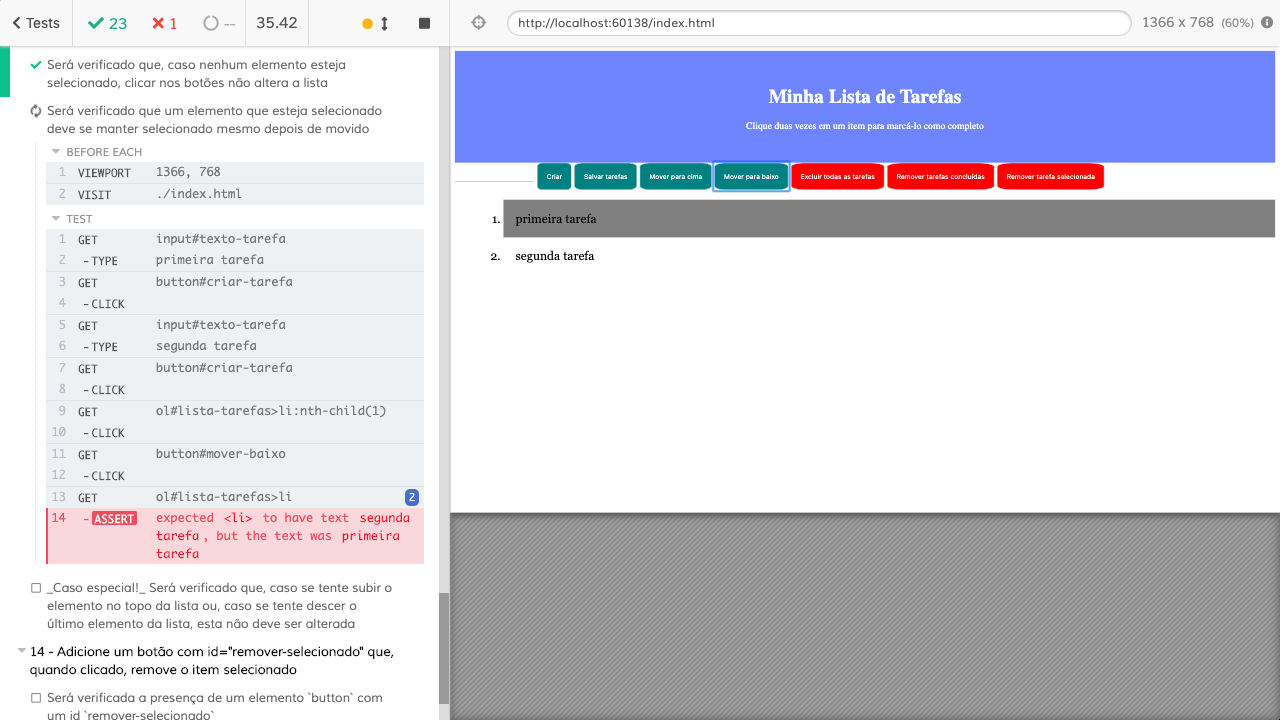 Tests
23
1
--
35.42
http://localhost:60138/index.html
1366 x 768 (60%)
Será verificado que, caso nenhum elemento esteja
selecionado, clicar nos botões não altera a lista
Será verificado que um elemento que esteja selecionado
deve se manter selecionado mesmo depois de movido
BEFORE EACH
1 VIEWPORT 1366, 768
2 VISIT ./index.html
TEST
1 GET input#texto-tarefa
2 -TYPE primeira tarefa
3 GET button#criar-tarefa
4 -CLICK
5 GET input#texto-tarefa
6 -TYPE segunda tarefa
7 GET button#criar-tarefa
8 -CLICK
9 GET ol#lista-tarefas>li:nth-child(1)
10 -CLICK
11 GET button#mover-baixo
12 -CLICK
13 GET ol#lista-tarefas>li 2
14 -ASSERT expected <li> to have text segunda
tarefa, but the text was primeira
tarefa
_Caso especial!_ Será verificado que, caso se tente subir o
elemento no topo da lista ou, caso se tente descer o
último elemento da lista, esta não deve ser alterada
14 - Adicione um botão com id="remover-selecionado" que,
quando clicado, remove o item selecionado
Será verificada a presença de um elemento `button` com
um id `remover-selecionado`
Minha Lista de Tarefas
Clique duas vezes em um item para marcá-lo como completo
Criar
Salvar tarefas
Mover para cima
Mover para baixo
Excluir todas as tarefas
Remover tarefas concluídas
Remover tarefa selecionada
1. primeira tarefa
2. segunda tarefa